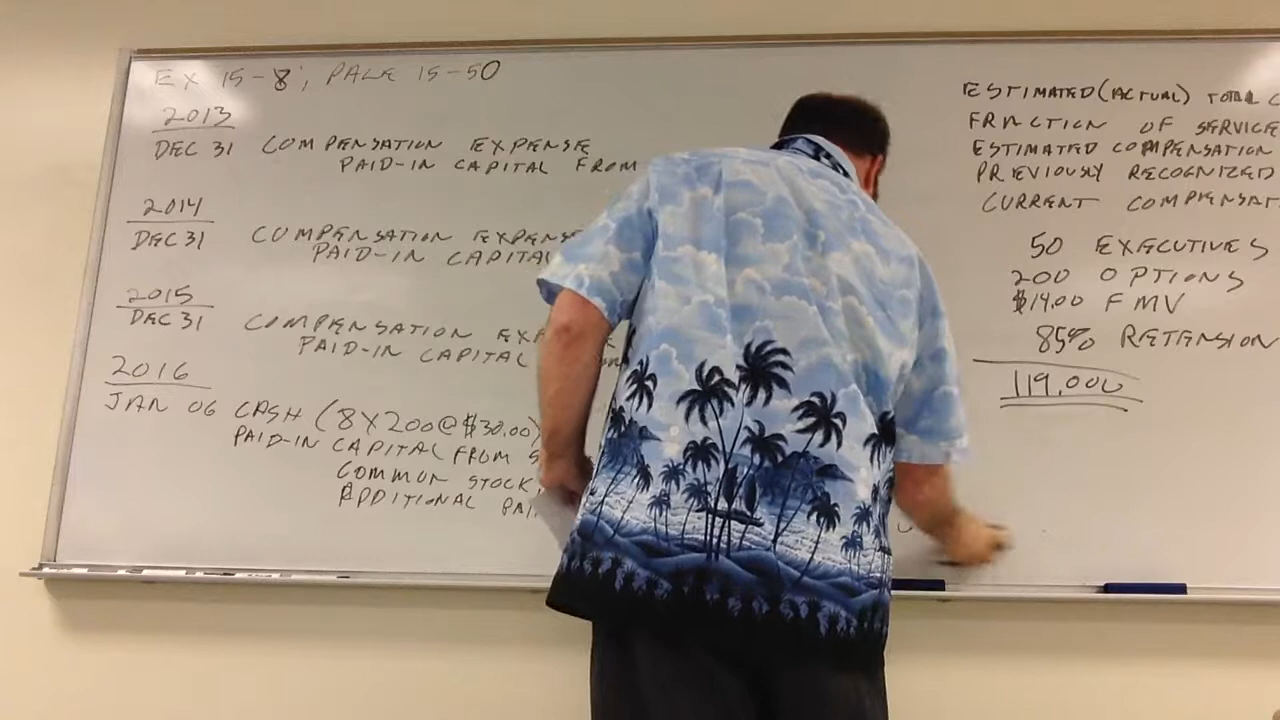 EX 15-8, PAGE 15-50
2013
DEC 31 COMPENSATION EXPENSE
PAID-IN CAPITAL FROM
2014
DEC 31 COMPENSATION EXPENSE
PAID-IN CAPITAL
2015
DEC 31 COMPENSATION
PAID-IN CAPITAL
2016
JAN 06 CASH (8X200@$30.00)
PAID-IN CAPITAL FROM
COMMON STOCK
ADDITIONAL
ESTIMATED (ACTUAL) TOTAL
FRACTION OF SERVICE
ESTIMATED COMPENSATION
PREVIOUSLY RECOGNIZED
CURRENT
50 EXECUTIVES
200 OPTIONS
$14.00 FMV
85% RETENSION
119,000